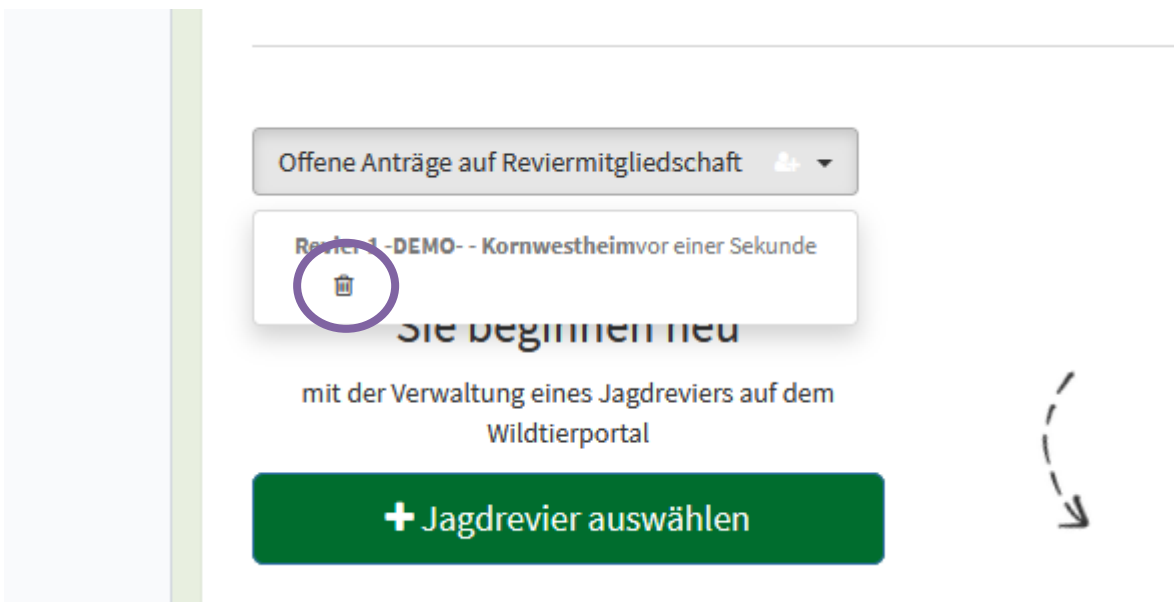 Offene Anträge auf Reviermitgliedschaft
Revier 1 -DEMO- - Kornwestheimvor einer Sekunde
Sie beginnen neu
mit der Verwaltung eines Jagdreviers auf dem
Wildtierportal
Jagdrevier auswählen